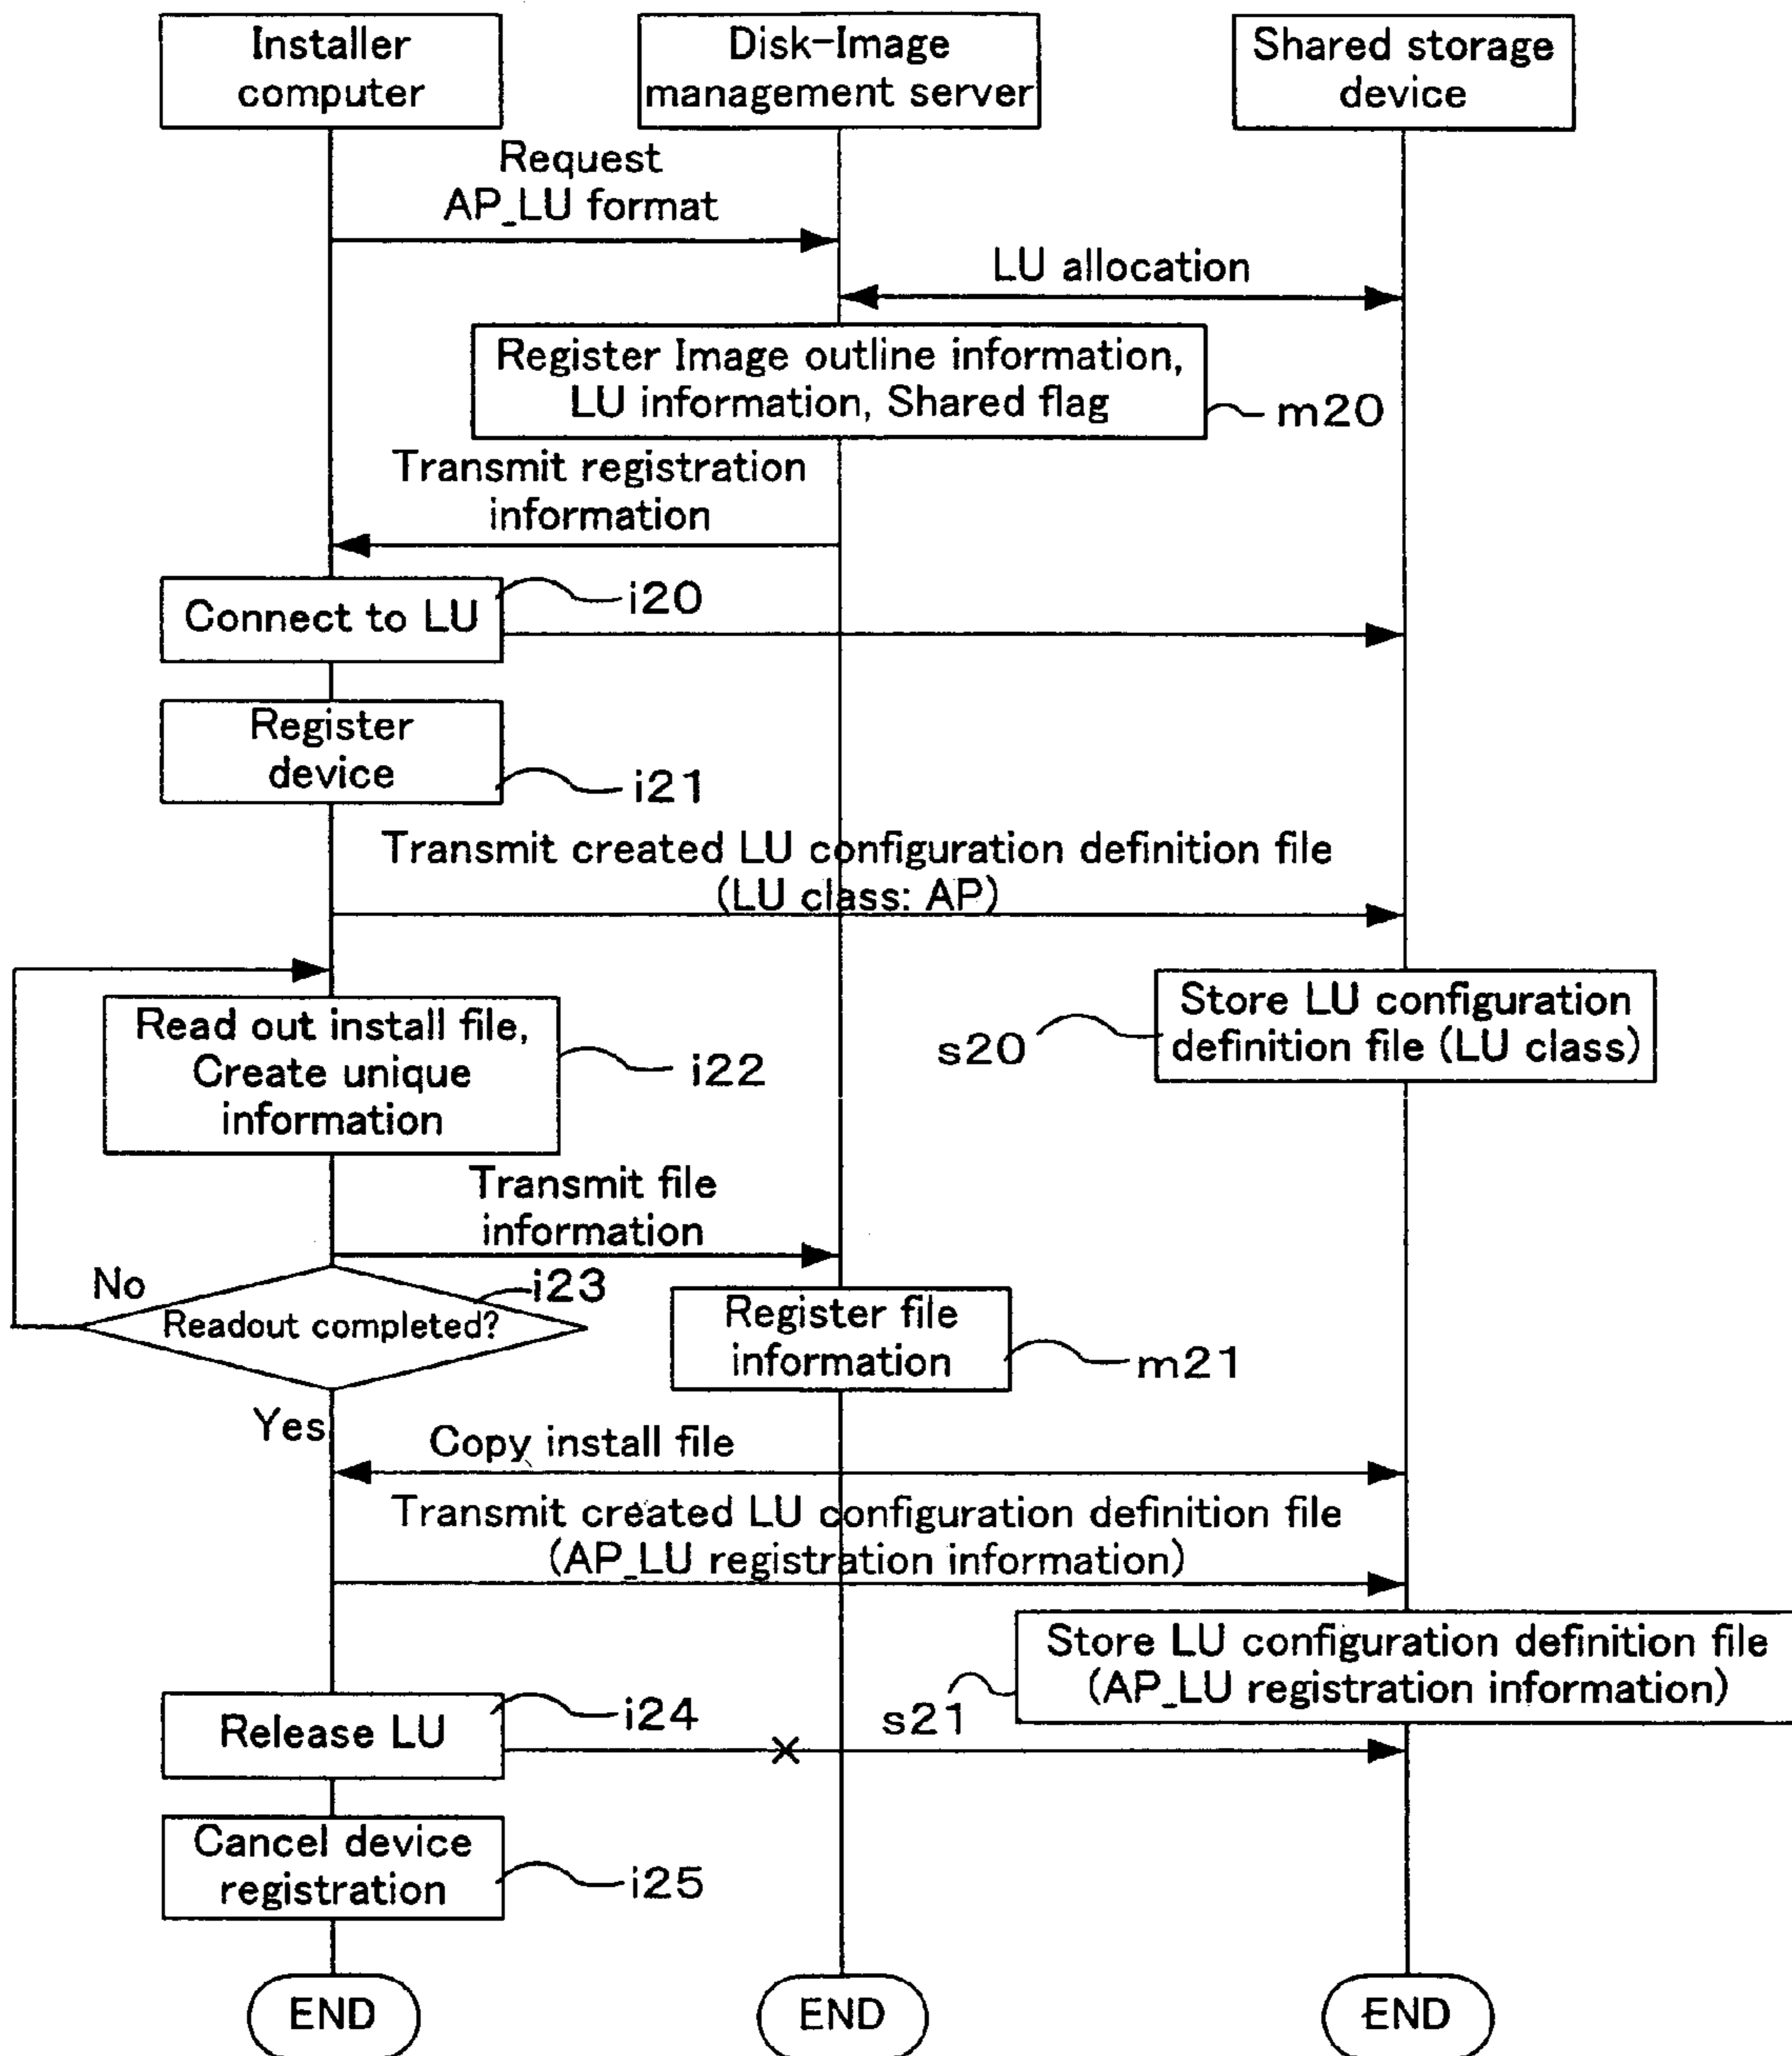 Installer
computer
Disk-Image
management server
Shared storage
device
Request
AP_LU format
LU allocation
Register Image outline information,
LU information, Shared flag
m20
Transmit registration
information
Connect to LU
i20
Register
device
i21
Transmit created LU configuration definition file
(LU class: AP)
Read out install file,
Create unique
information
i22
s20
Store LU configuration
definition file (LU class)
Transmit file
information
No
i23
Readout completed?
Register file
information
m21
Yes
Copy install file
Transmit created LU configuration definition file
(AP_LU registration information)
Store LU configuration definition file
(AP_LU registration information)
s21
Release LU
i24
Cancel device
registration
i25
END
END
END